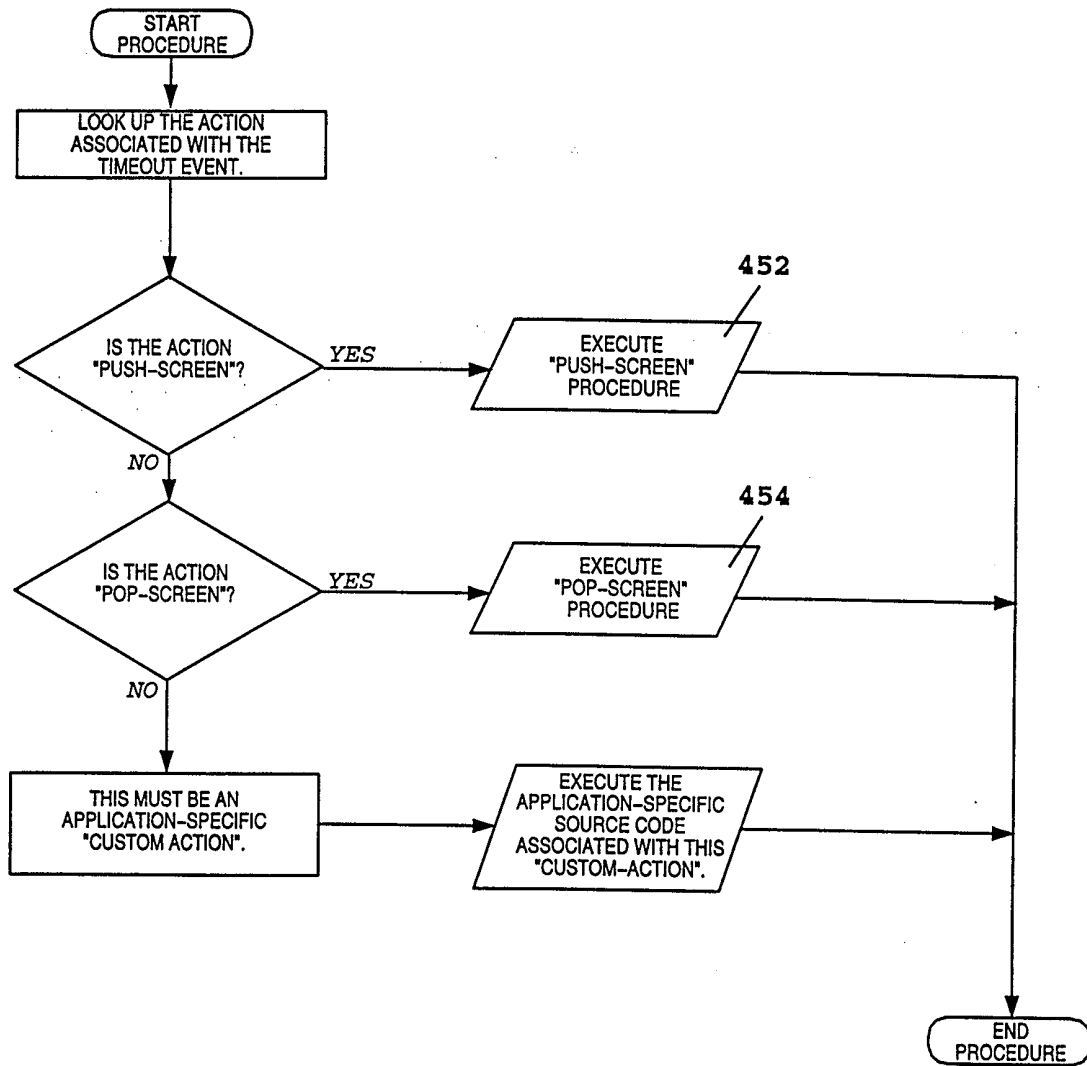 START
PROCEDURE
LOOK UP THE ACTION
ASSOCIATED WITH THE
TIMEOUT EVENT.
452
IS THE ACTION
"PUSH-SCREEN"?
YES
EXECUTE
"PUSH-SCREEN"
PROCEDURE
NO
454
IS THE ACTION
"POP-SCREEN"?
YES
EXECUTE
"POP-SCREEN"
PROCEDURE
NO
THIS MUST BE AN
APPLICATION-SPECIFIC
"CUSTOM ACTION".
EXECUTE THE
APPLICATION-SPECIFIC
SOURCE CODE
ASSOCIATED WITH THIS
"CUSTOM-ACTION".
END
PROCEDURE